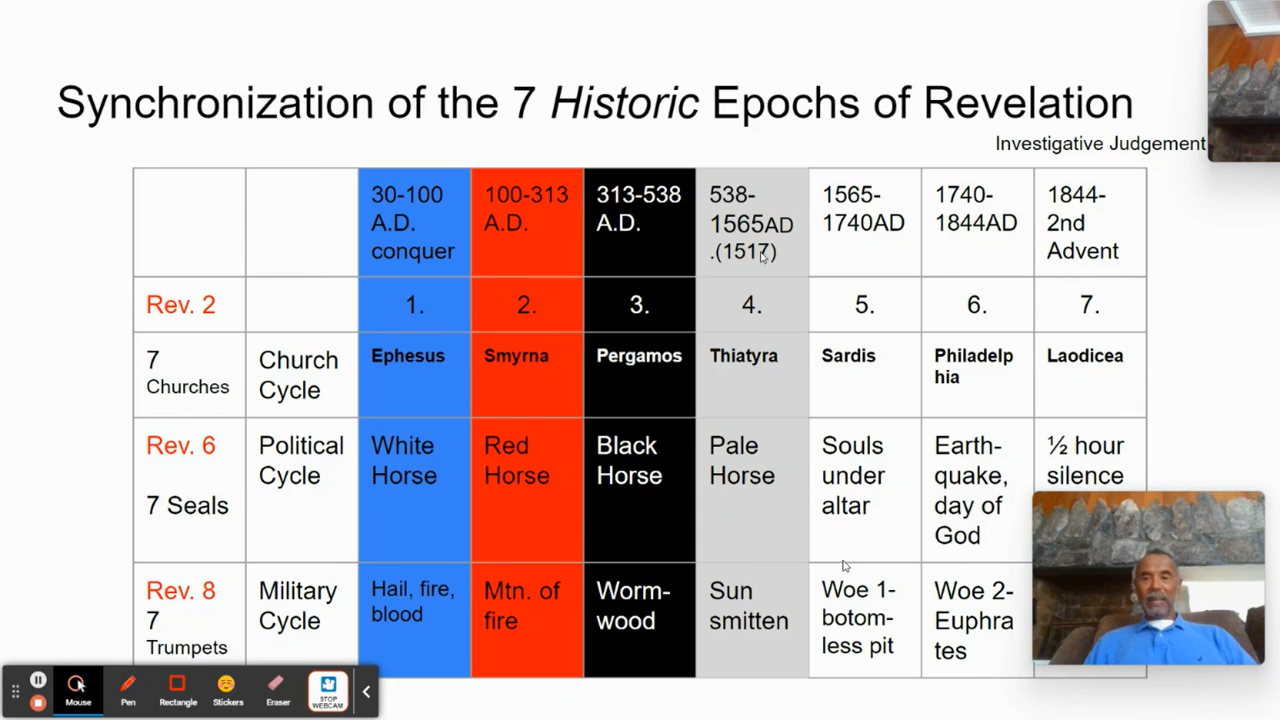 Synchronization of the 7 Historic Epochs of Revelation
Investigative Judgement
30-100
A.D.
conquer
100-313
A.D.
313-538
A.D.
538-
1565AD
.(1517)
1565-
1740AD
1740-
1844AD
1844-
2nd
Advent
Rev. 2
1.
2.
3.
4.
5.
6.
7.
7
Churches
Church
Cycle
Ephesus
Smyrna
Pergamos
Thiatyra
Sardis
Philadelp
hia
Laodicea
Rev. 6
7 Seals
Political
Cycle
White
Horse
Red
Horse
Black
Horse
Pale
Horse
Souls
under
altar
Earth-
quake,
day of
God
½ hour
silence
Rev. 8
7
Trumpets
Military
Cycle
Hail, fire,
blood
Mtn. of
fire
Worm-
wood
Sun
smitten
Woe 1-
botom-
less pit
Woe 2-
Euphra
tes
Mouse
Pen
Rectangle
Stickers
Eraser
STOP
WEBCAM